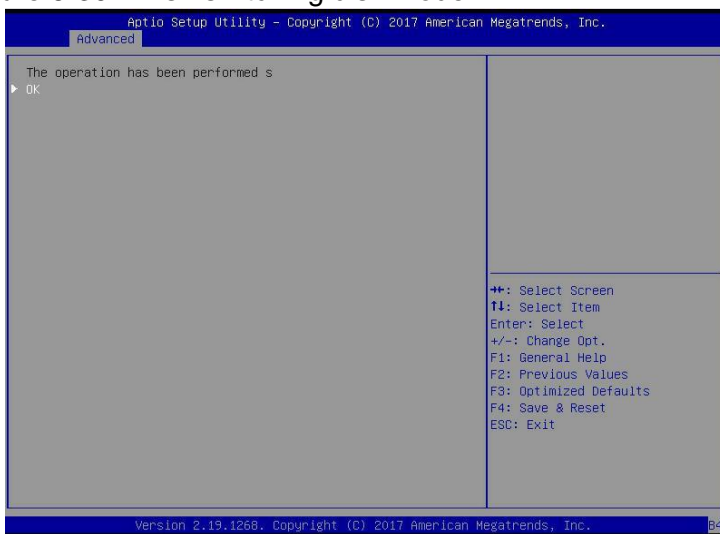 Aptio Setup Utility – Copyright (C) 2017 American Megatrends, Inc.
Advanced
The operation has been performed s
▶ OK
→←: Select Screen
↑↓: Select Item
Enter: Select
+/-: Change Opt.
F1: General Help
F2: Previous Values
F3: Optimized Defaults
F4: Save & Reset
ESC: Exit
Version 2.19.1268. Copyright (C) 2017 American Megatrends, Inc.
B4